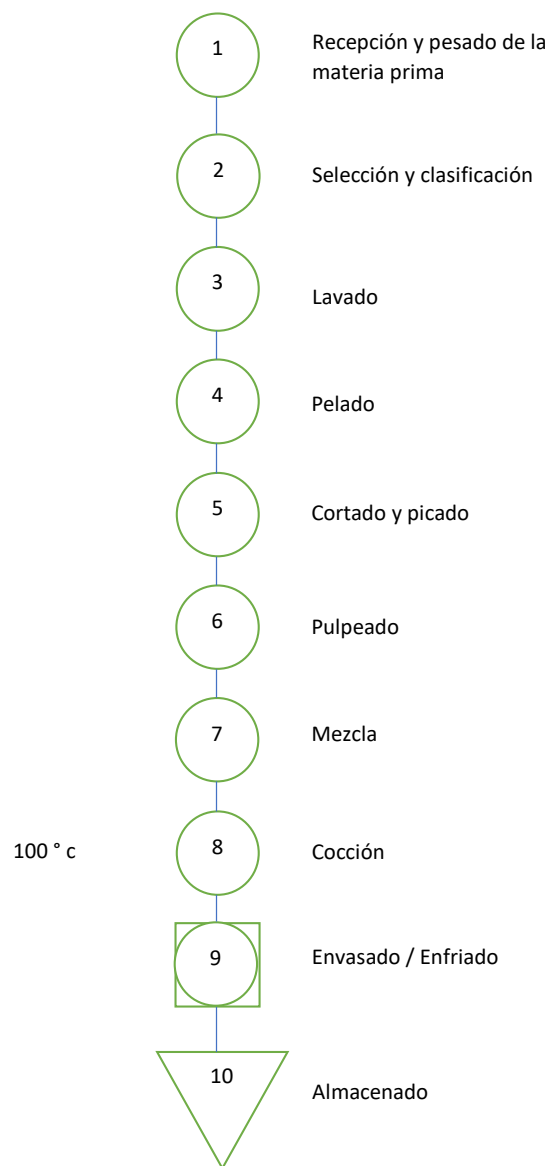 1
Recepción y pesado de la
materia prima
2
Selección y clasificación
3
Lavado
4
Pelado
5
Cortado y picado
6
Pulpeado
7
Mezcla
100 ° c
8
Cocción
9
Envasado / Enfriado
10
Almacenado